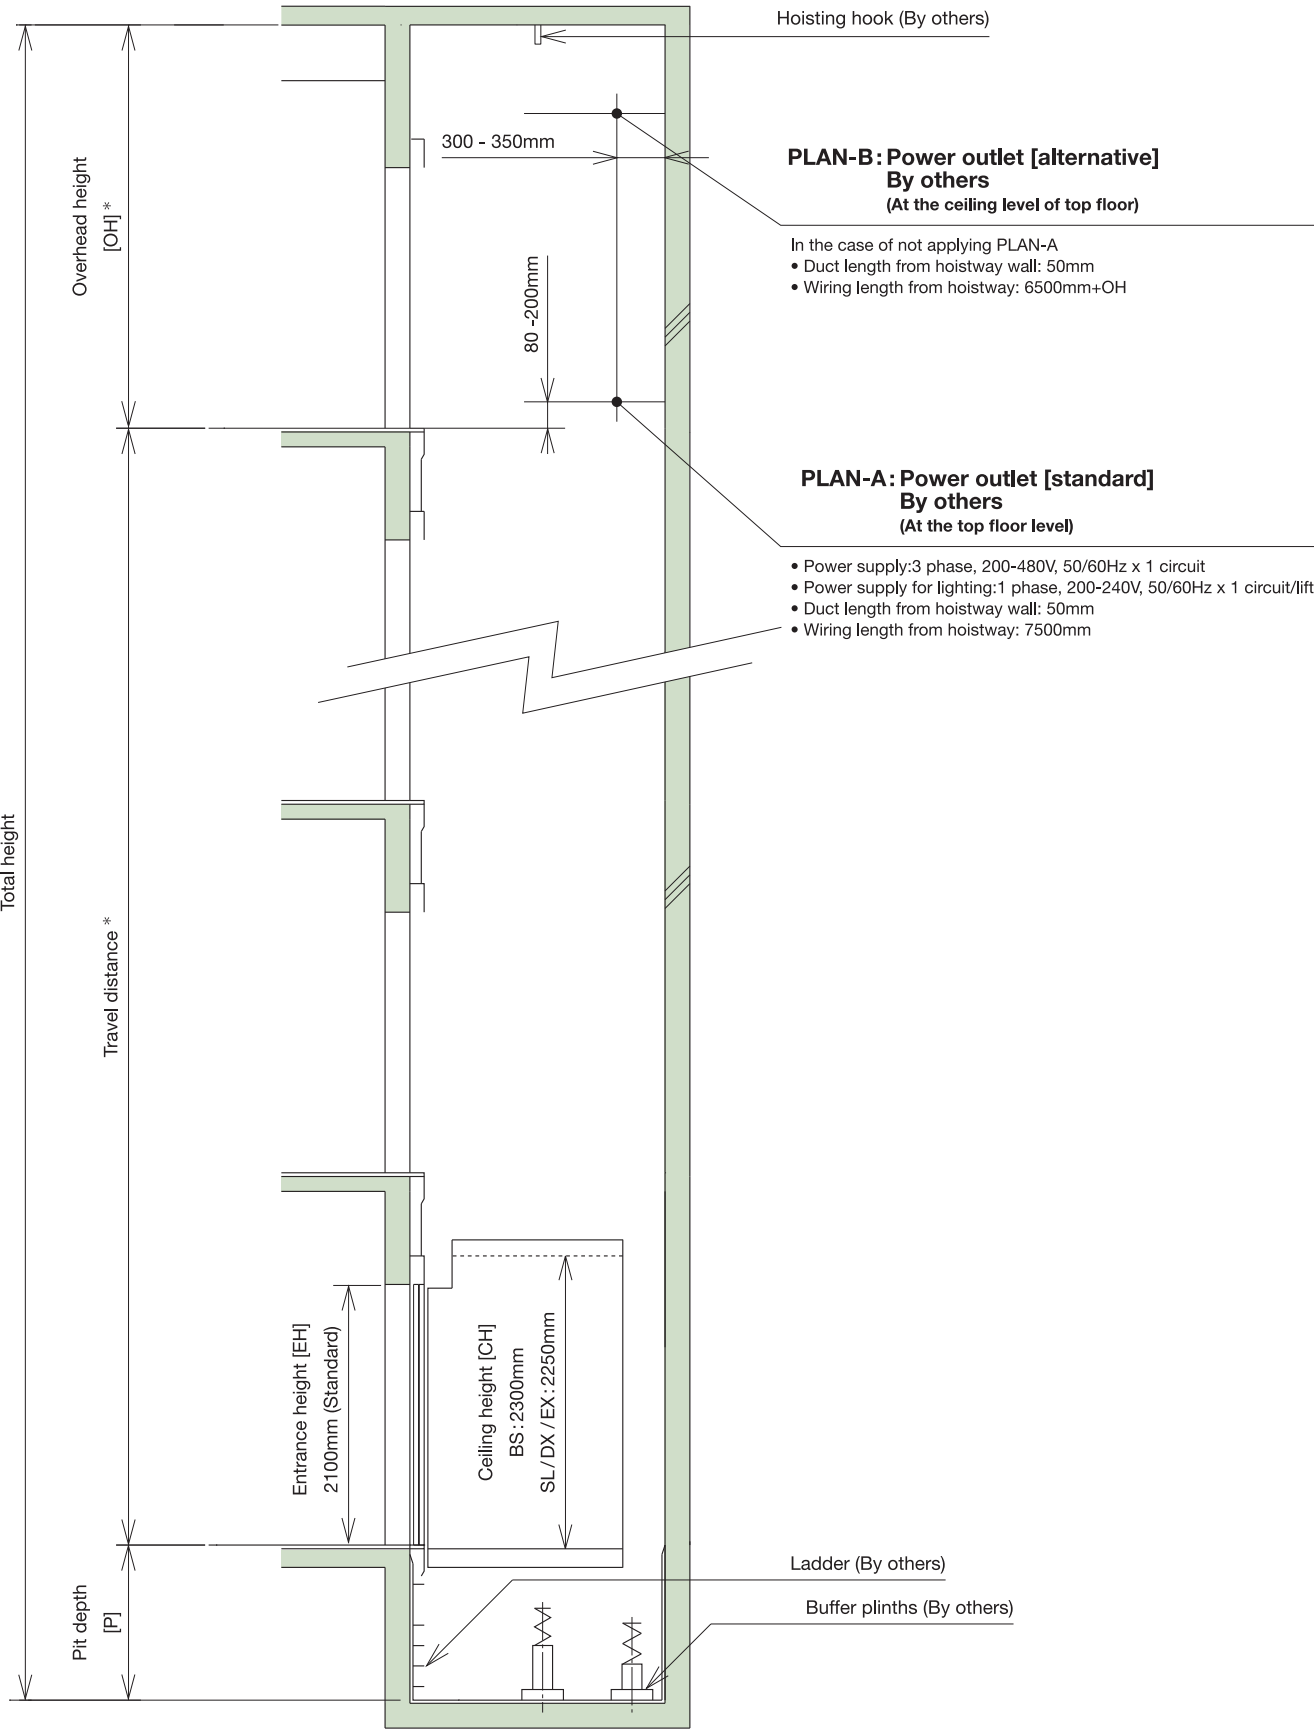 Hoisting hook (By others)
300 - 350mm
PLAN-B: Power outlet [alternative]
By others
(At the ceiling level of top floor)
In the case of not applying PLAN-A
• Duct length from hoistway wall: 50mm
• Wiring length from hoistway: 6500mm+OH
Overhead height
[OH] *
80 -200mm
PLAN-A: Power outlet [standard]
By others
(At the top floor level)
• Power supply:3 phase, 200-480V, 50/60Hz x 1 circuit
• Power supply for lighting:1 phase, 200-240V, 50/60Hz x 1 circuit/lift
• Duct length from hoistway wall: 50mm
• Wiring length from hoistway: 7500mm
Total height
Travel distance *
Entrance height [EH]
2100mm (Standard)
Ceiling height [CH]
BS : 2300mm
SL / DX / EX : 2250mm
Ladder (By others)
Buffer plinths (By others)
Pit depth
[P]